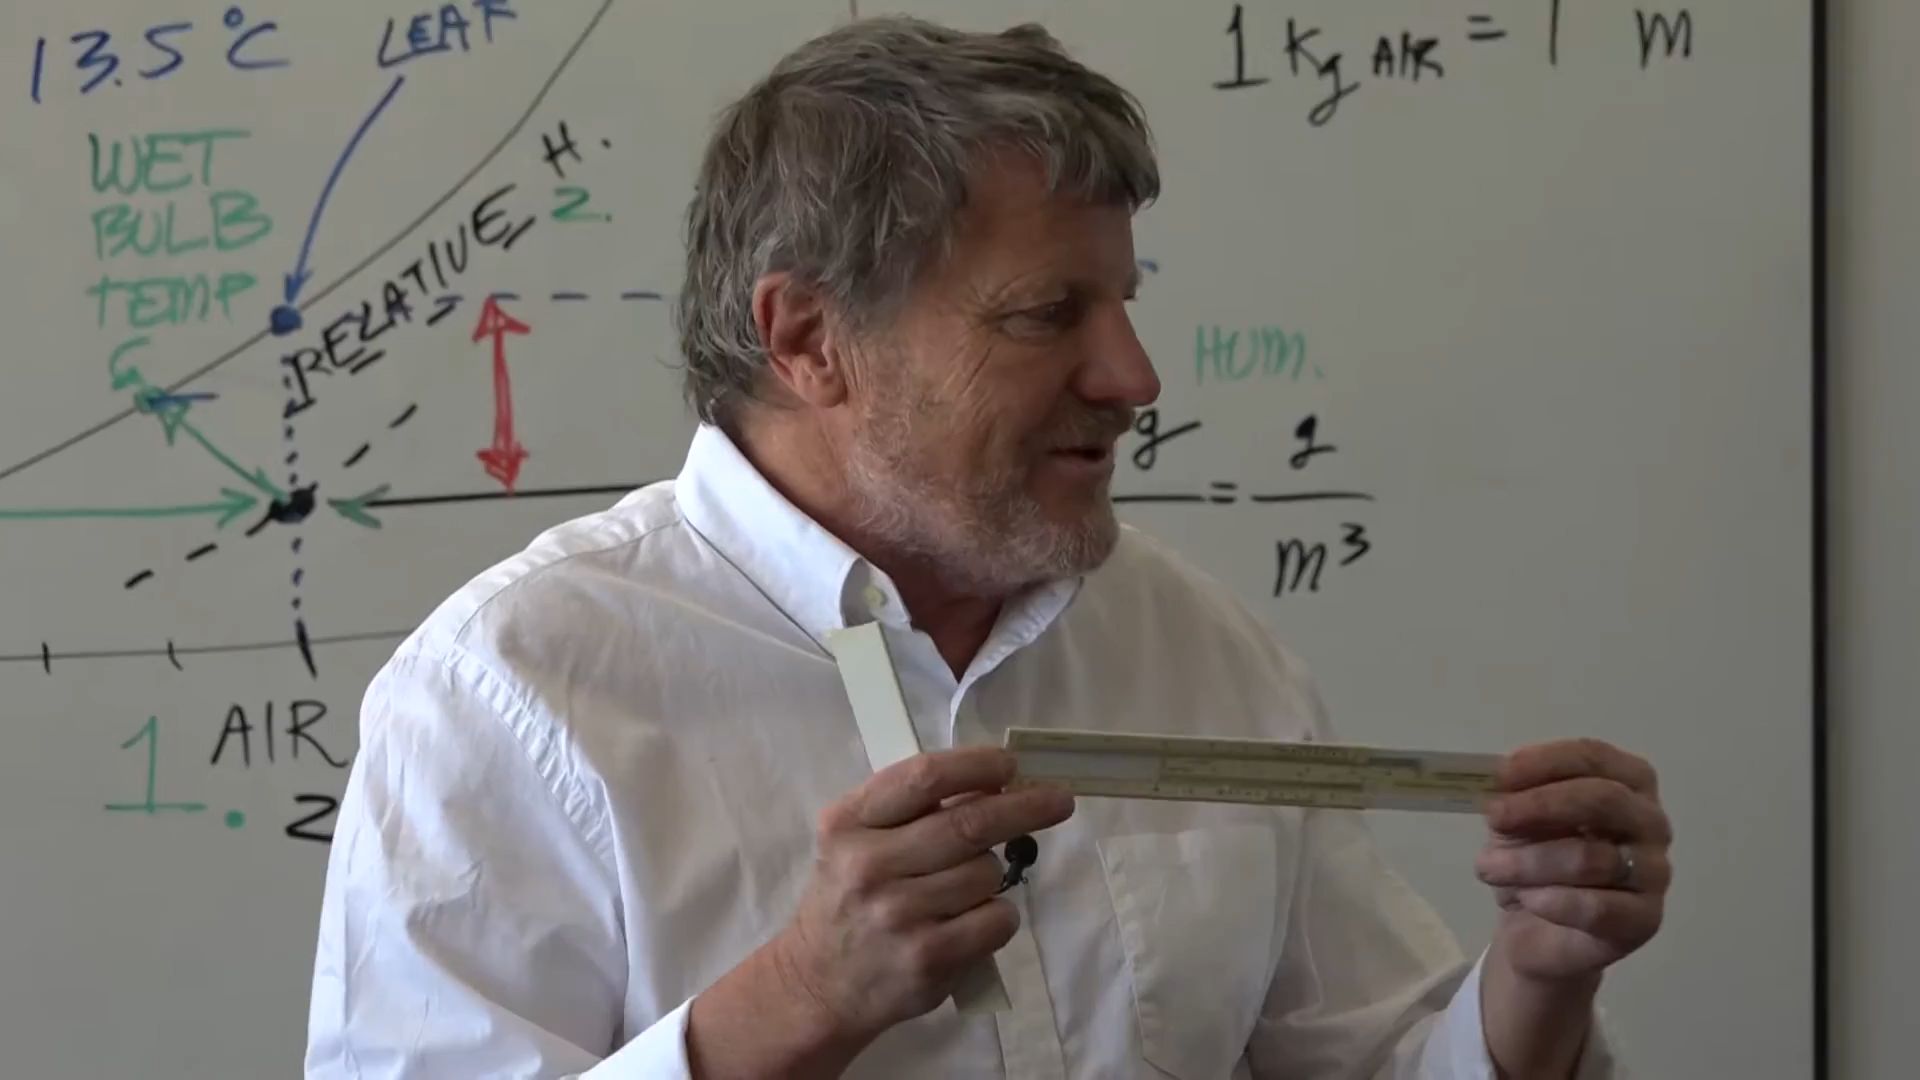 13.5°C
LEAF
1 Kg AIR = 1 m
WET
BULB
TEMP
RELATIVE H.
2.
HUM.
g = g
m³
AIR
1.
2